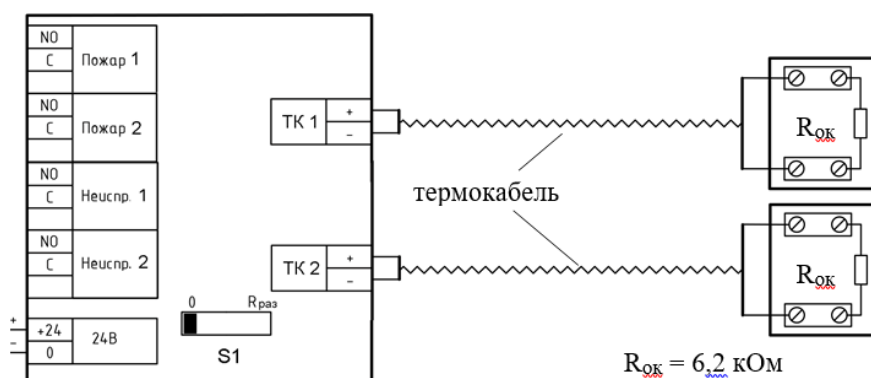 NO
C
Пожар 1
NO
C
Пожар 2
NO
C
Неиспр. 1
NO
C
Неиспр. 2
+
−
+24
0
24В
0
Rраз
S1
ТК 1
+
−
ТК 2
+
−
термокабель
Rок
Rок
Rок = 6,2 кОм